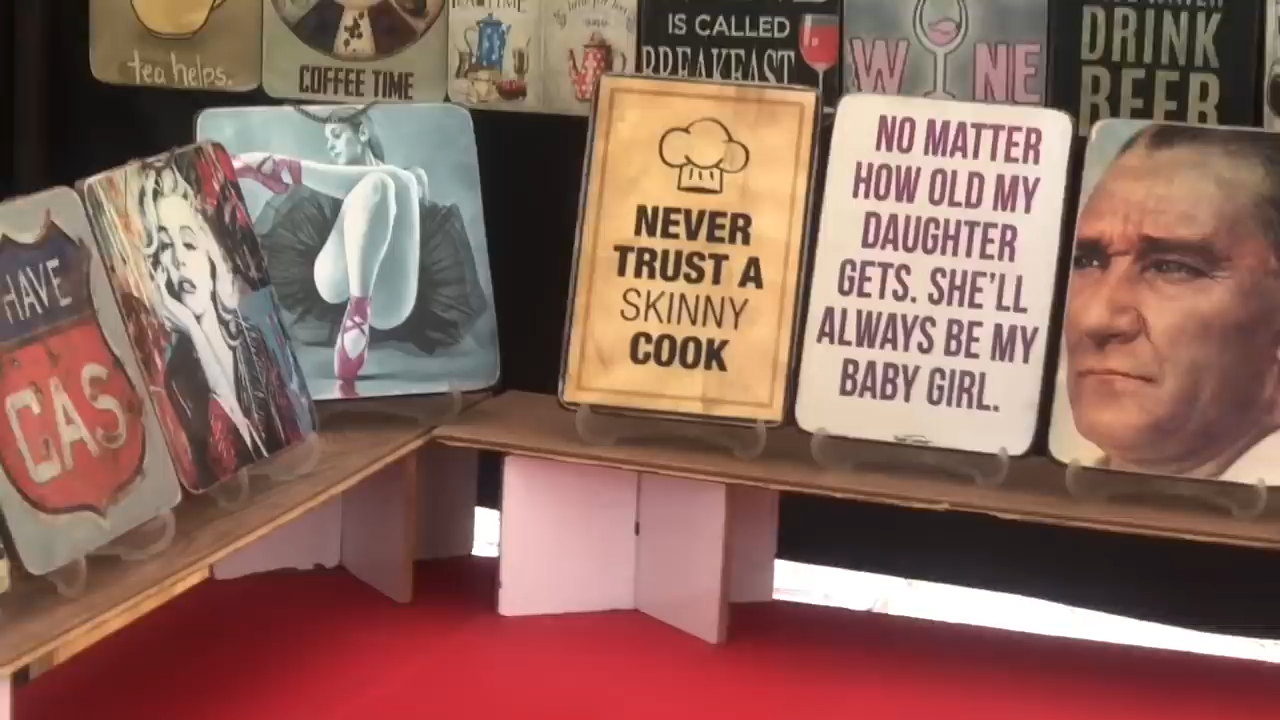 tea helps.
COFFEE TIME
IS CALLED
BREAKFAST
W NE
DRINK
BEER
HAVE
GAS
NEVER
TRUST A
SKINNY
COOK
NO MATTER
HOW OLD MY
DAUGHTER
GETS. SHE'LL
ALWAYS BE MY
BABY GIRL.